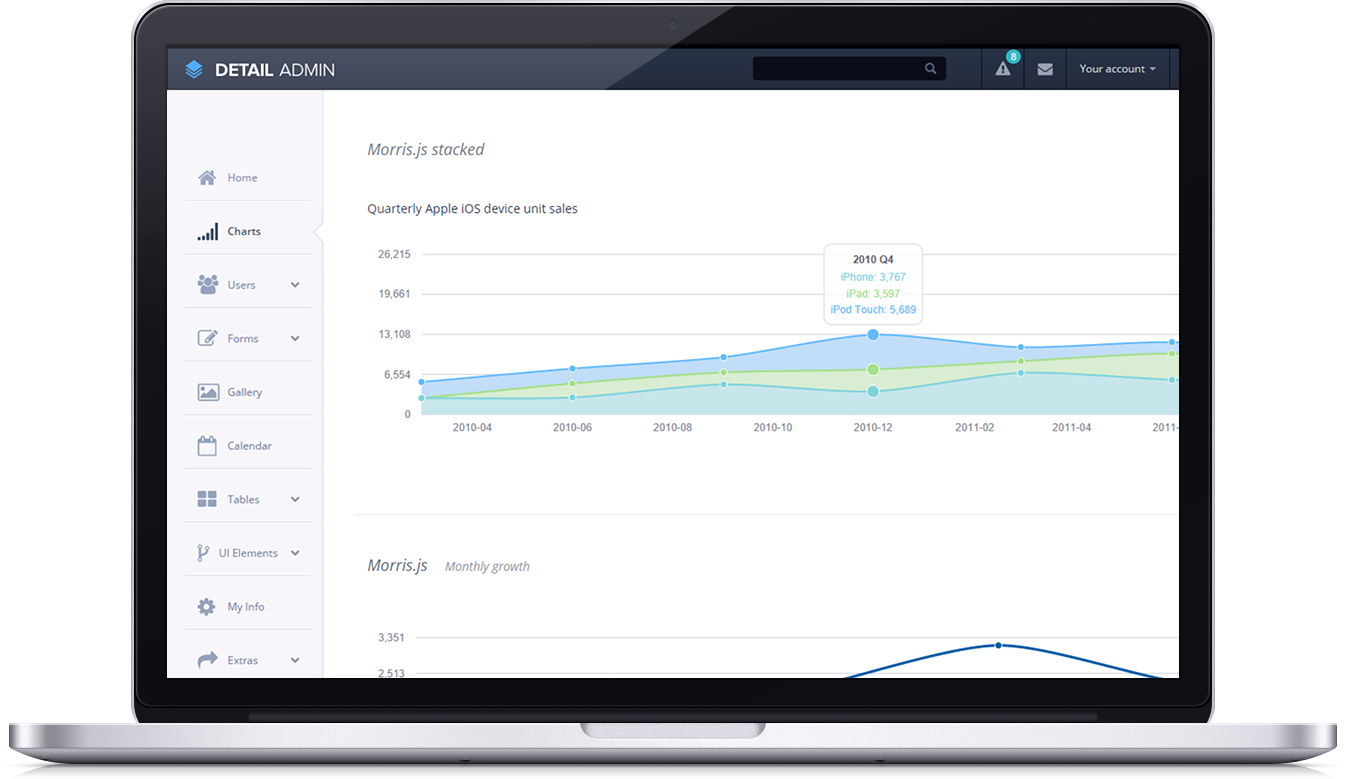 DETAIL ADMIN
8
Your account
Home
Charts
Users
Forms
Gallery
Calendar
Tables
UI Elements
My Info
Extras
Morris.js stacked
Quarterly Apple iOS device unit sales
26,215
19,661
13,108
6,554
0
2010 Q4
iPhone: 3,767
iPad: 3,597
iPod Touch: 5,689
2010-04 2010-06 2010-08 2010-10 2010-12 2011-02 2011-04 2011-
Morris.js Monthly growth
3,351
2,513